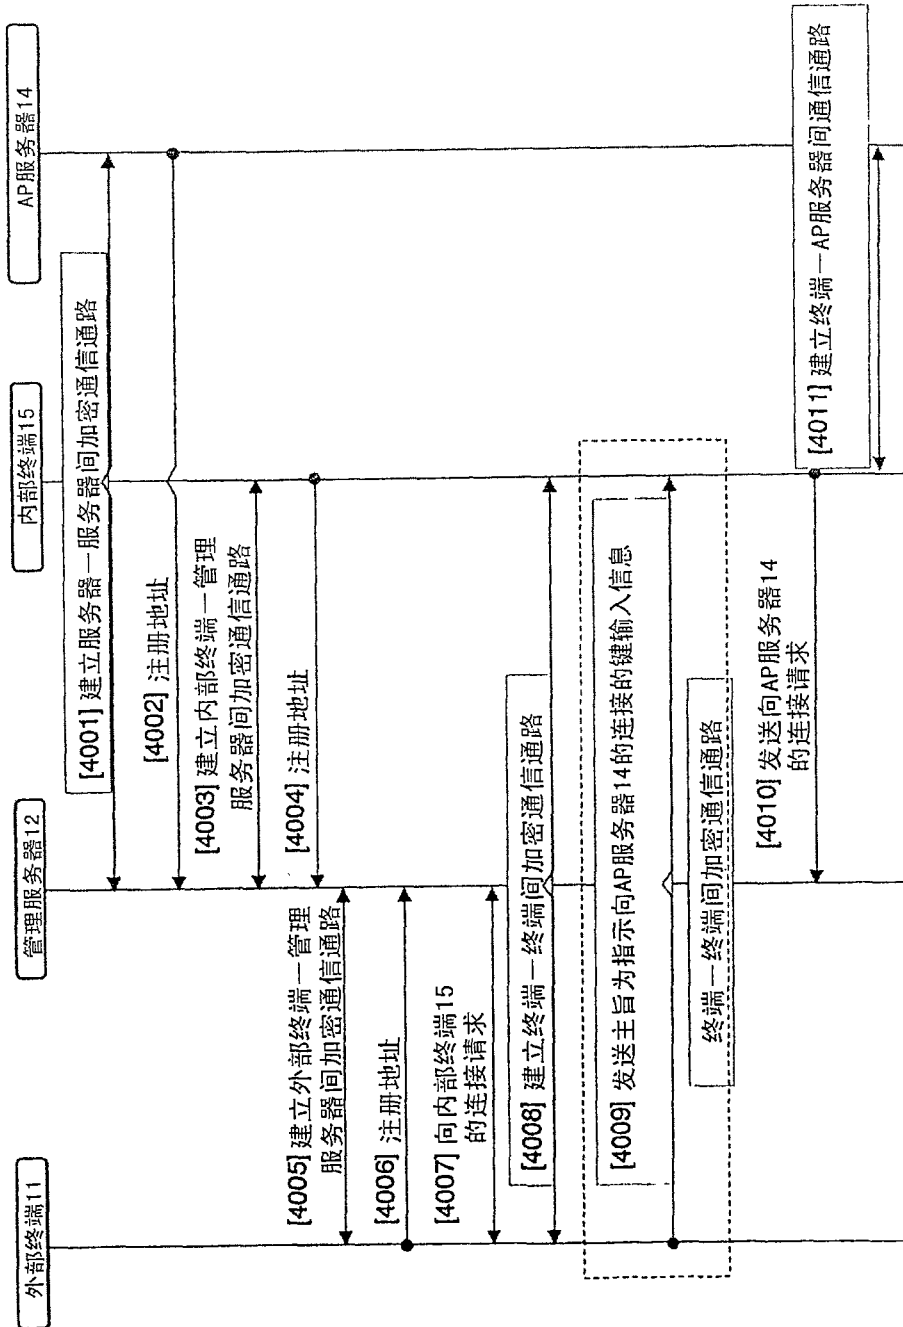 外部终端11
管理服务器12
内部终端15
AP服务器14
[4001] 建立服务器—服务器间加密通信通路
[4002] 注册地址
[4003] 建立内部终端—管理
服务器间加密通信通路
[4004] 注册地址
[4005] 建立外部终端—管理
服务器间加密通信通路
[4006] 注册地址
[4007] 向内部终端15
的连接请求
[4008] 建立终端—终端间加密通信通路
[4009] 发送主旨为指示向AP服务器14的连接的键输入信息
终端—终端间加密通信通路
[4010] 发送向AP服务器14
的连接请求
[4011] 建立终端—AP服务器间通信通路